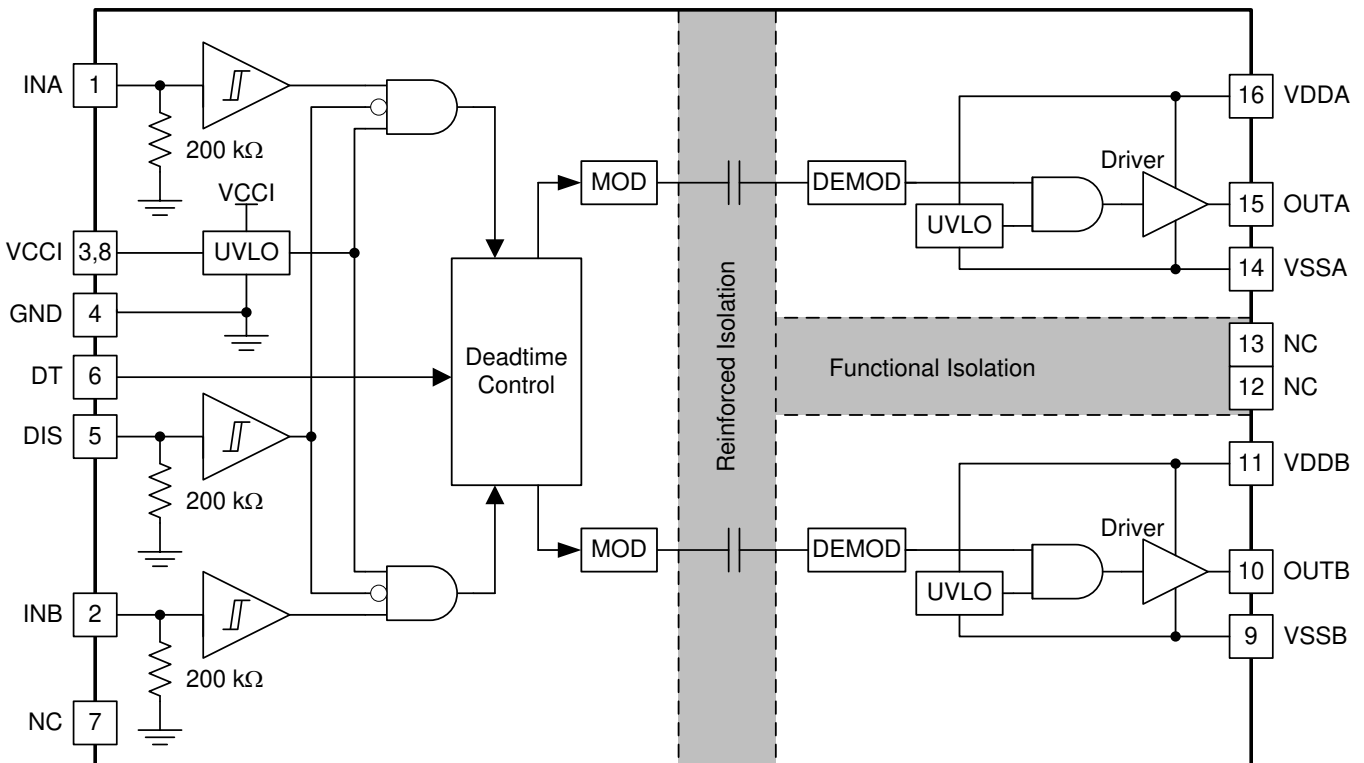 INA
1
200 kΩ
VCCI
VCCI
3,8
UVLO
GND
4
DT
6
DIS
5
200 kΩ
INB
2
200 kΩ
NC
7
Deadtime
Control
MOD
MOD
Reinforced Isolation
Functional Isolation
DEMOD
UVLO
Driver
16
VDDA
15
OUTA
14
VSSA
13
NC
12
NC
11
VDDB
DEMOD
UVLO
Driver
10
OUTB
9
VSSB